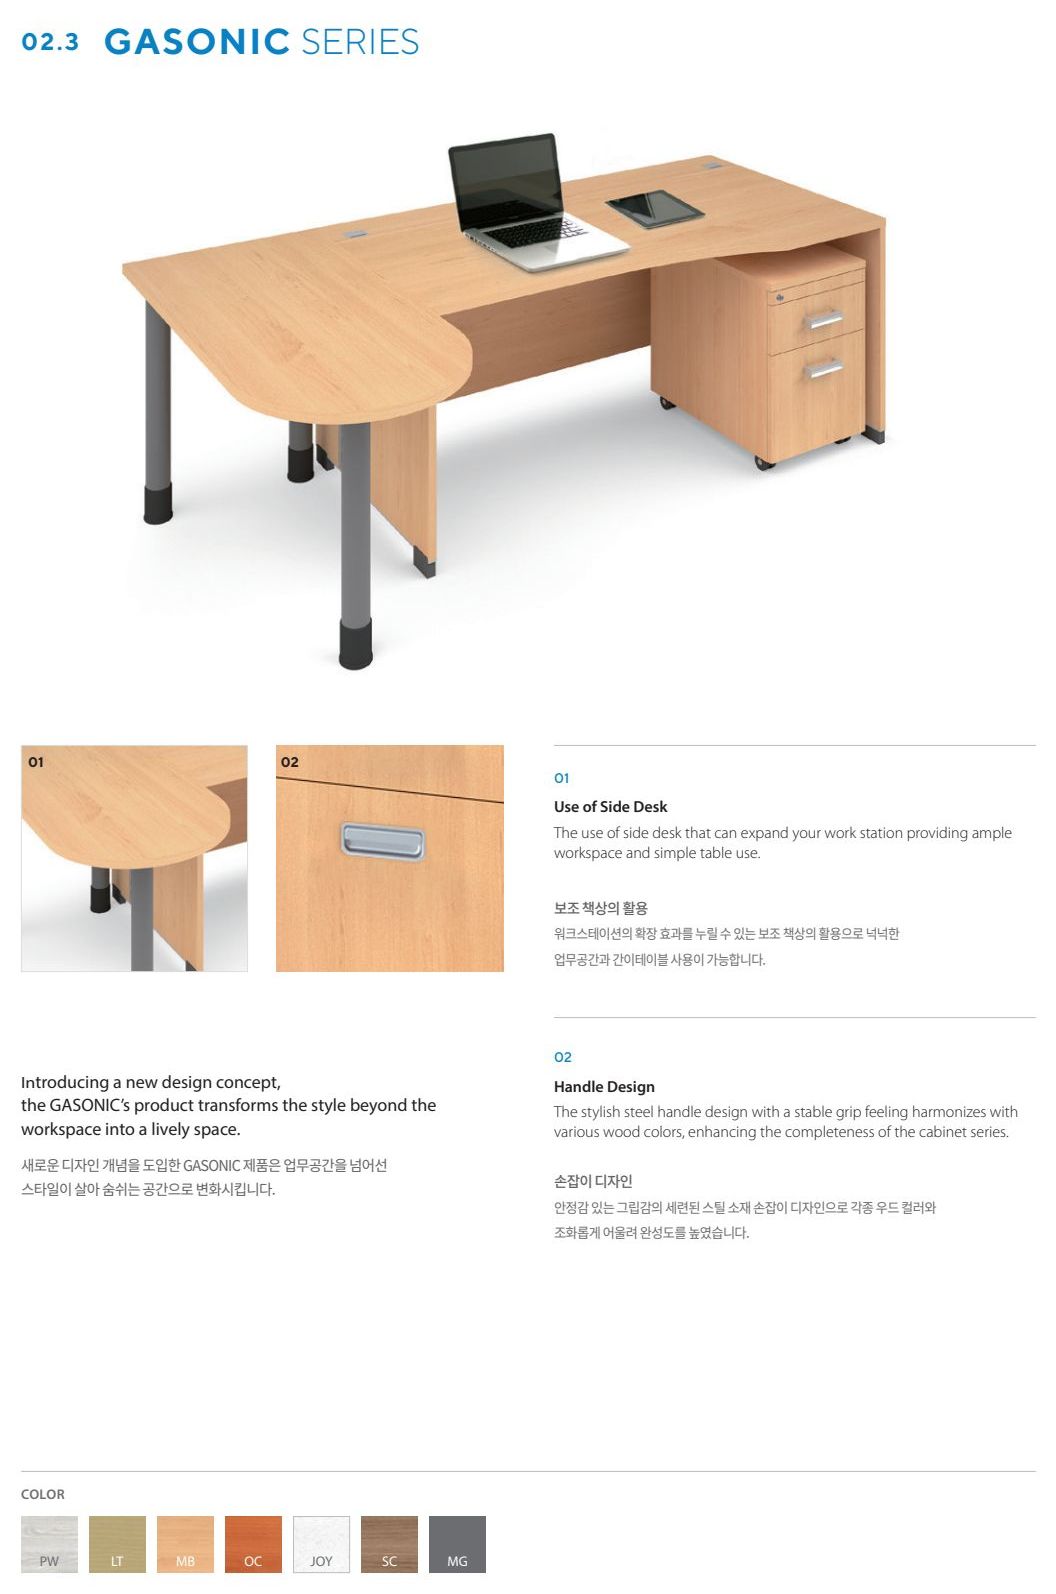 02.3 GASONIC SERIES
01
02
01
Use of Side Desk
The use of side desk that can expand your work station providing ample
workspace and simple table use.
보조 책상의 활용
워크스테이션의 확장 효과를 누릴 수 있는 보조 책상의 활용으로 넉넉한
업무공간과 간이테이블 사용이 가능합니다.
Introducing a new design concept,
the GASONIC's product transforms the style beyond the
workspace into a lively space.
새로운 디자인 개념을 도입한 GASONIC 제품은 업무공간을 넘어선
스타일이 살아 숨쉬는 공간으로 변화시킵니다.
02
Handle Design
The stylish steel handle design with a stable grip feeling harmonizes with
various wood colors, enhancing the completeness of the cabinet series.
손잡이 디자인
안정감 있는 그립감의 세련된 스틸 소재 손잡이 디자인으로 각종 우드 컬러와
조화롭게 어울려 완성도를 높였습니다.
COLOR
PW LT MB OC JOY SC MG